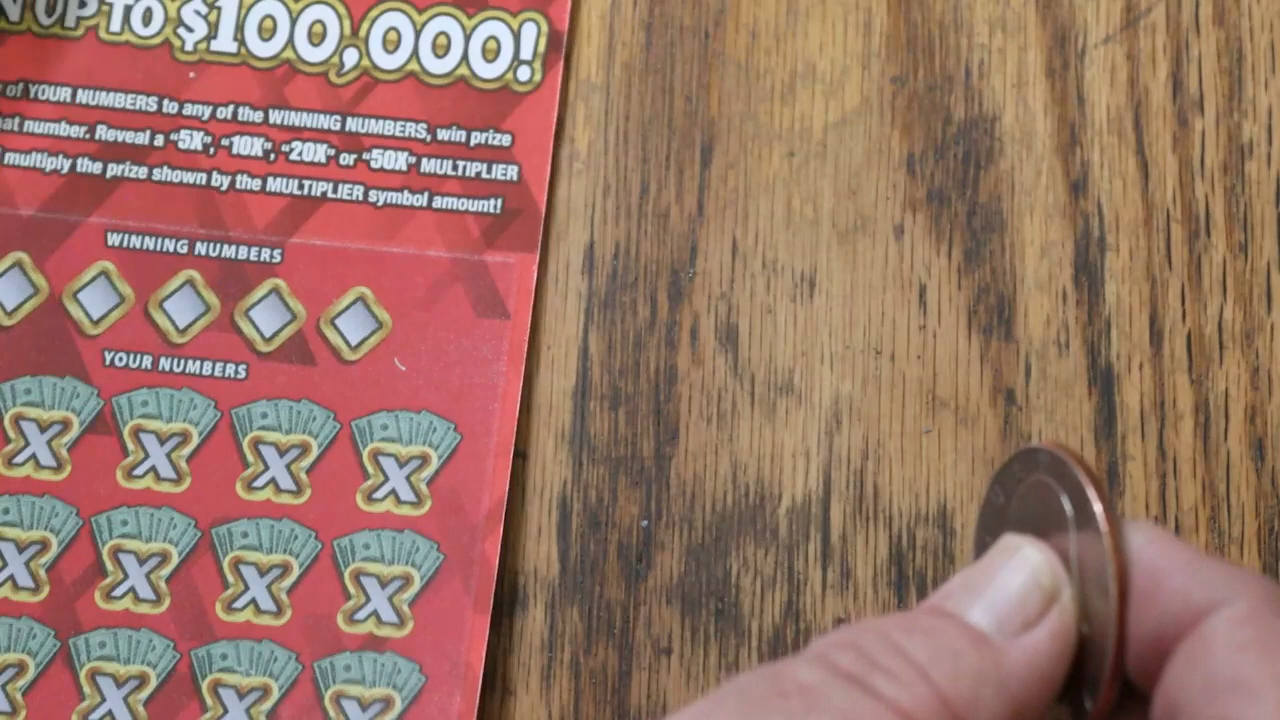 UP TO $100,000!
of YOUR NUMBERS to any of the WINNING NUMBERS, win prize
number. Reveal a “5X”, “10X”, “20X” or “50X” MULTIPLIER
multiply the prize shown by the MULTIPLIER symbol amount!
WINNING NUMBERS
YOUR NUMBERS
X X X X
X X X X
X X X X